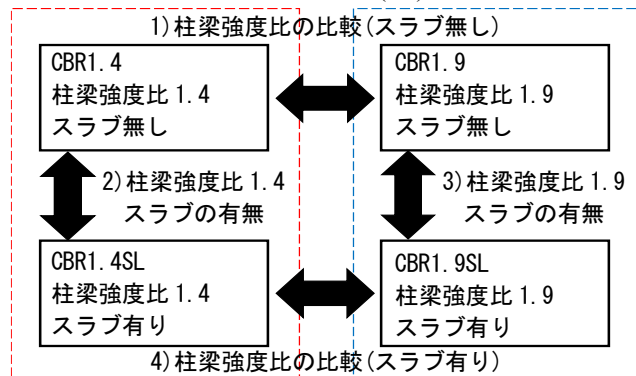 1)柱梁強度比の比較(スラブ無し)
CBR1.4
柱梁強度比1.4
スラブ無し
CBR1.9
柱梁強度比1.9
スラブ無し
2)柱梁強度比1.4
スラブの有無
3)柱梁強度比1.9
スラブの有無
CBR1.4SL
柱梁強度比1.4
スラブ有り
CBR1.9SL
柱梁強度比1.9
スラブ有り
4)柱梁強度比の比較(スラブ有り)